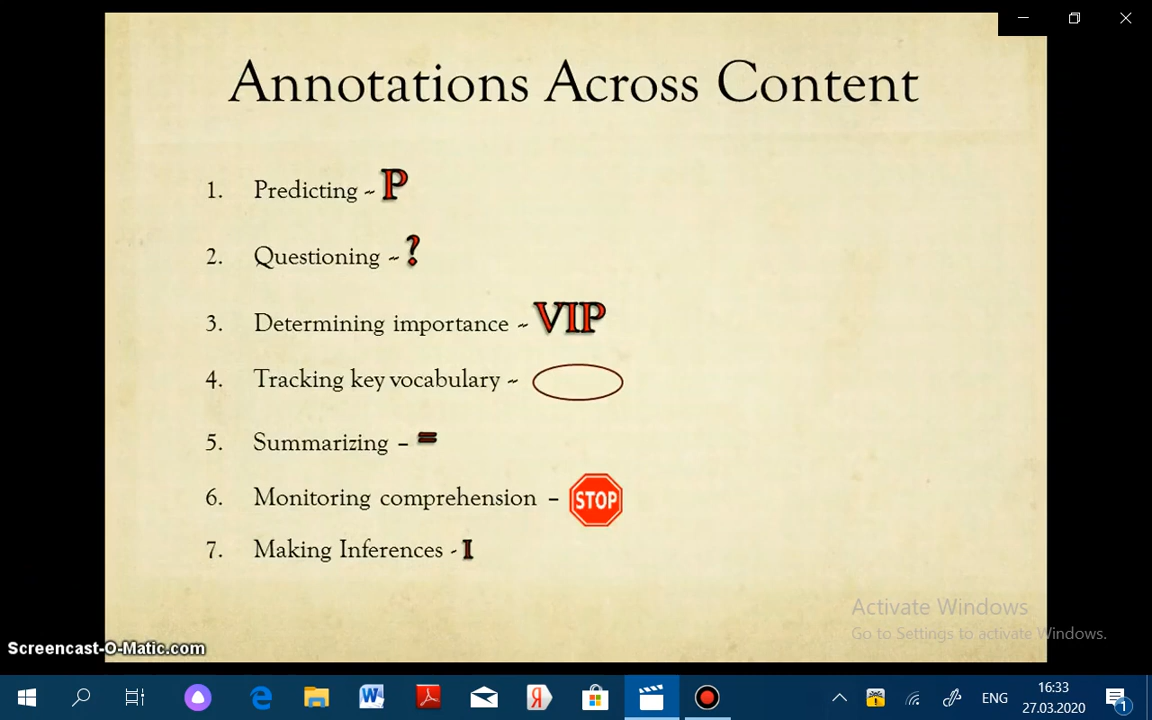 Annotations Across Content
1. Predicting ~ P
2. Questioning ~ ?
3. Determining importance ~ VIP
4. Tracking key vocabulary ~
5. Summarizing – =
6. Monitoring comprehension – STOP
7. Making Inferences - I
Activate Windows
Go to Settings to activate Windows.
Screencast-O-Matic.com
ENG
16:33
27.03.2020
1